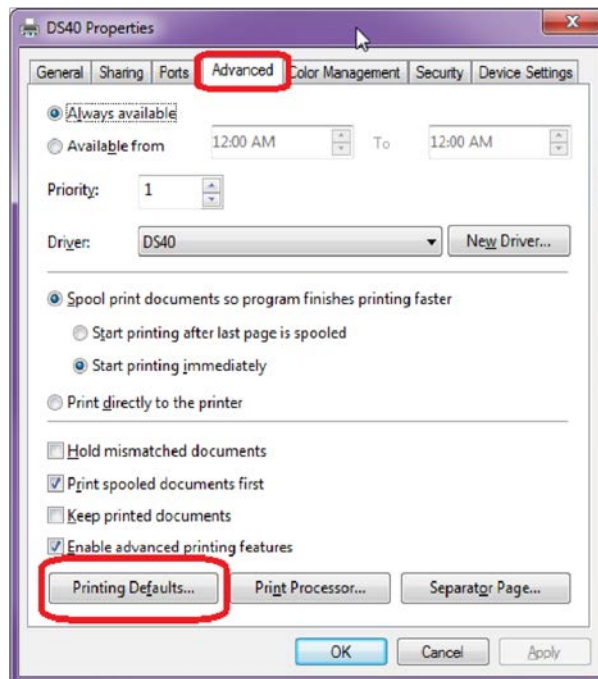 DS40 Properties
General Sharing Ports Advanced Color Management Security Device Settings
Always available
Available from 12:00 AM To 12:00 AM
Priority: 1
Driver: DS40 New Driver...
Spool print documents so program finishes printing faster
Start printing after last page is spooled
Start printing immediately
Print directly to the printer
Hold mismatched documents
Print spooled documents first
Keep printed documents
Enable advanced printing features
Printing Defaults... Print Processor... Separator Page...
OK Cancel Apply